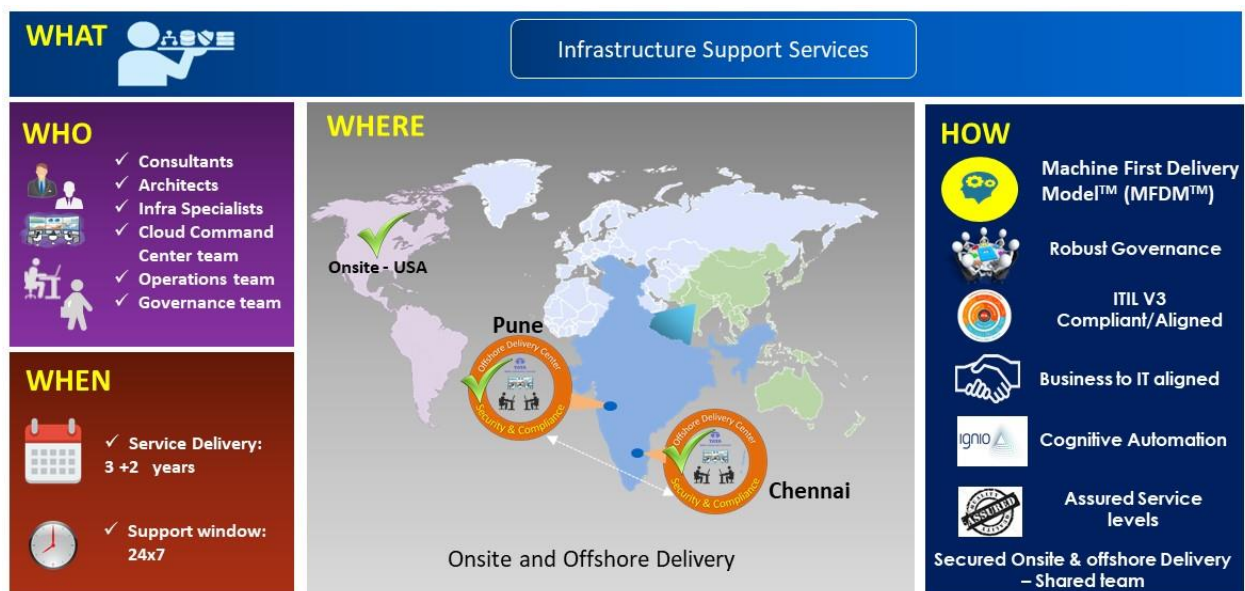 WHAT
Infrastructure Support Services
WHO
✓ Consultants
✓ Architects
✓ Infra Specialists
✓ Cloud Command
Center team
✓ Operations team
✓ Governance team
WHEN
✓ Service Delivery:
3 +2 years
✓ Support window:
24x7
WHERE
Onsite - USA
Pune
Offshore Delivery Center
TATA
Security & Compliance
Offshore Delivery Center
Security & Compliance
Chennai
Onsite and Offshore Delivery
HOW
Machine First Delivery
Model™ (MFDM™)
Robust Governance
ITIL V3
Compliant/Aligned
Business to IT aligned
ignio
Cognitive Automation
ASSURED
Assured Service
levels
Secured Onsite & offshore Delivery
– Shared team